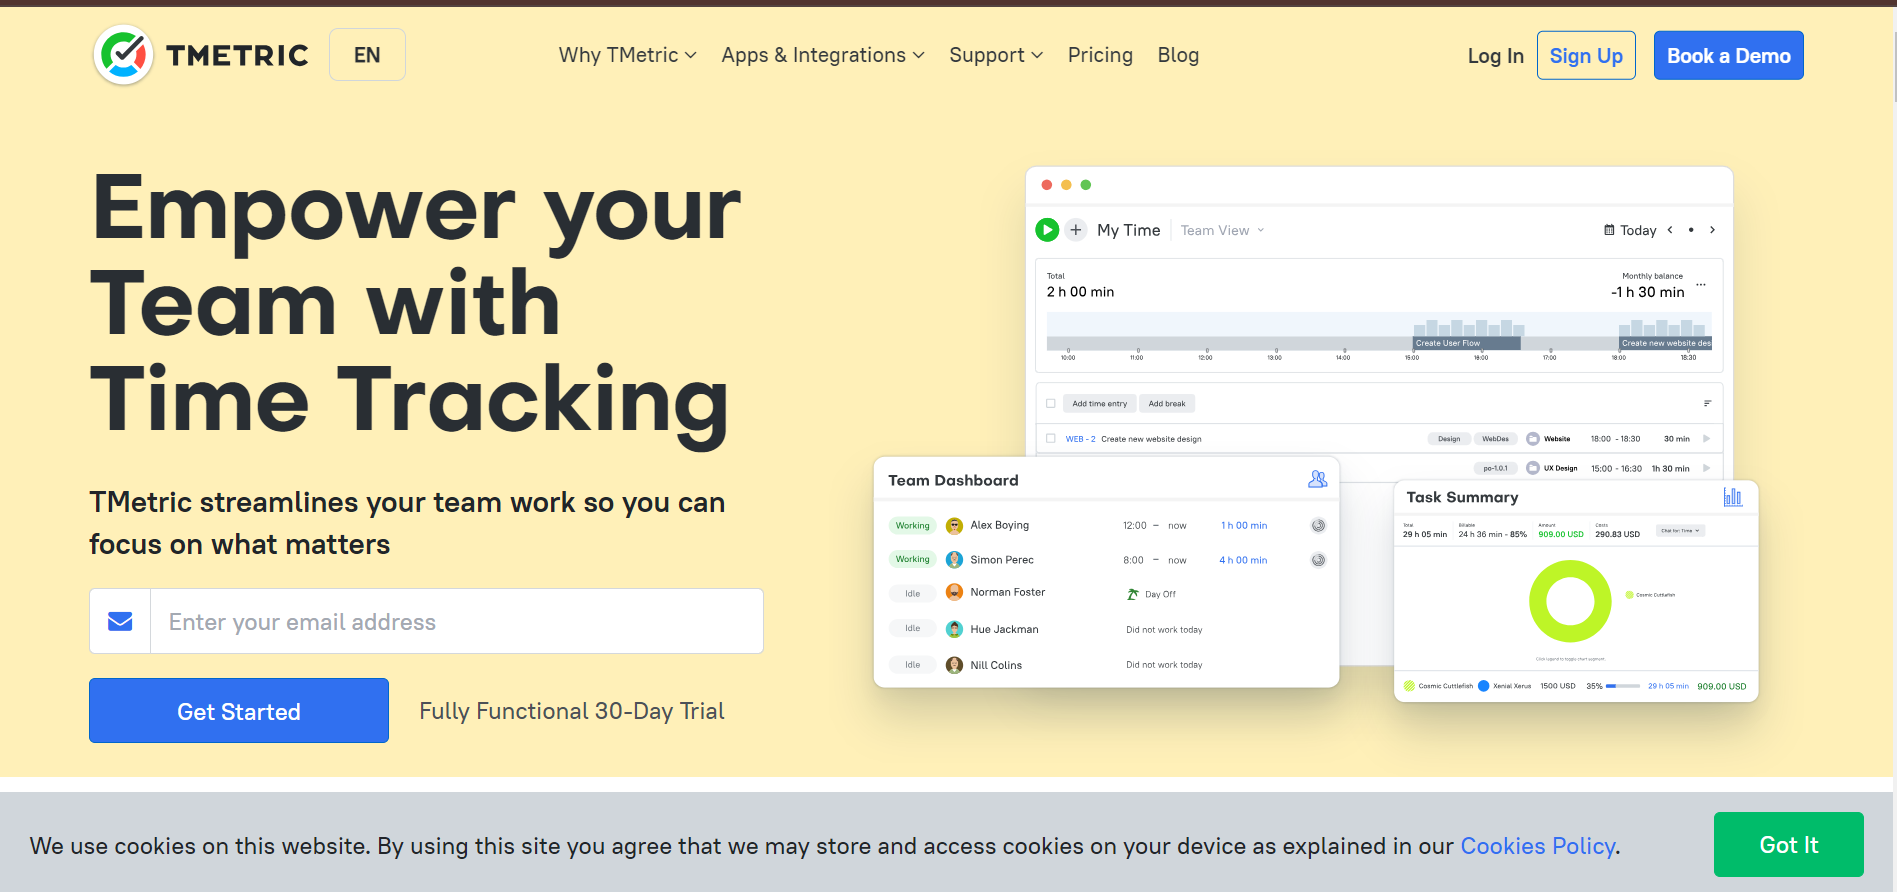 TMETRIC
EN
Why TMetric
Apps & Integrations
Support
Pricing
Blog
Log In
Sign Up
Book a Demo
Empower your
Team with
Time Tracking
TMetric streamlines your team work so you can
focus on what matters
Enter your email address
Get Started
Fully Functional 30-Day Trial
My Time
Team View
Today
Total
2 h 00 min
Monthly balance
-1 h 30 min
Create User Flow
Create new website des
10:00 11:00 12:00 13:00 14:00 15:00 16:00 17:00 18:00 18:30
Add time entry
Add break
WEB - 2 Create new website design Design WebDes Website 18:00 - 18:30 30 min
po-1.0.1 UX Design 15:00 - 16:30 1h 30 min
Team Dashboard
Working Alex Boying 12:00 – now 1 h 00 min
Working Simon Perec 8:00 – now 4 h 00 min
Idle Norman Foster Day Off
Idle Hue Jackman Did not work today
Idle Nill Colins Did not work today
Task Summary
Total Billable Amount Costs
29 h 05 min 24 h 36 min - 85% 909.00 USD 290.83 USD
Cosmic Cuttlefish
Cosmic Cuttlefish Xenial Xerus 1500 USD 35% 29 h 05 min 909.00 USD
We use cookies on this website. By using this site you agree that we may store and access cookies on your device as explained in our Cookies Policy.
Got It